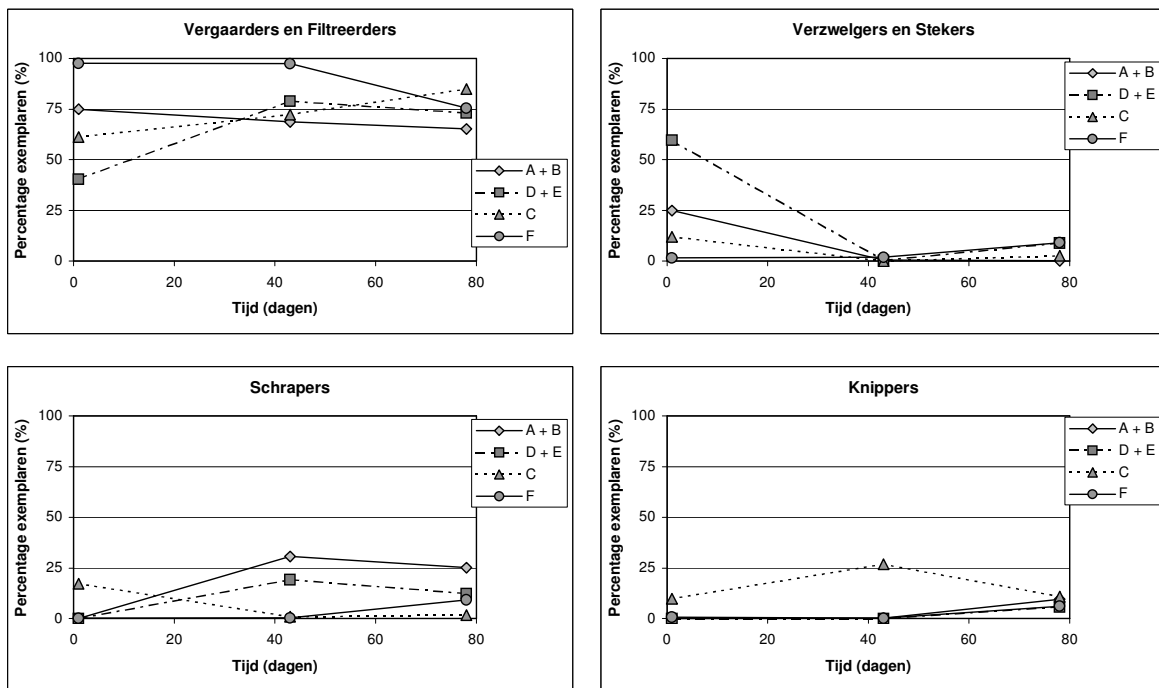 Vergaarders en Filtreerders
Percentage exemplaren (%)
100
75
50
25
0
0 20 40 60 80
Tijd (dagen)
A + B
D + E
C
F
Verzwelgers en Stekers
Percentage exemplaren (%)
100
75
50
25
0
0 20 40 60 80
Tijd (dagen)
A + B
D + E
C
F
Schrapers
Percentage exemplaren (%)
100
75
50
25
0
0 20 40 60 80
Tijd (dagen)
A + B
D + E
C
F
Knippers
Percentage exemplaren (%)
100
75
50
25
0
0 20 40 60 80
Tijd (dagen)
A + B
D + E
C
F